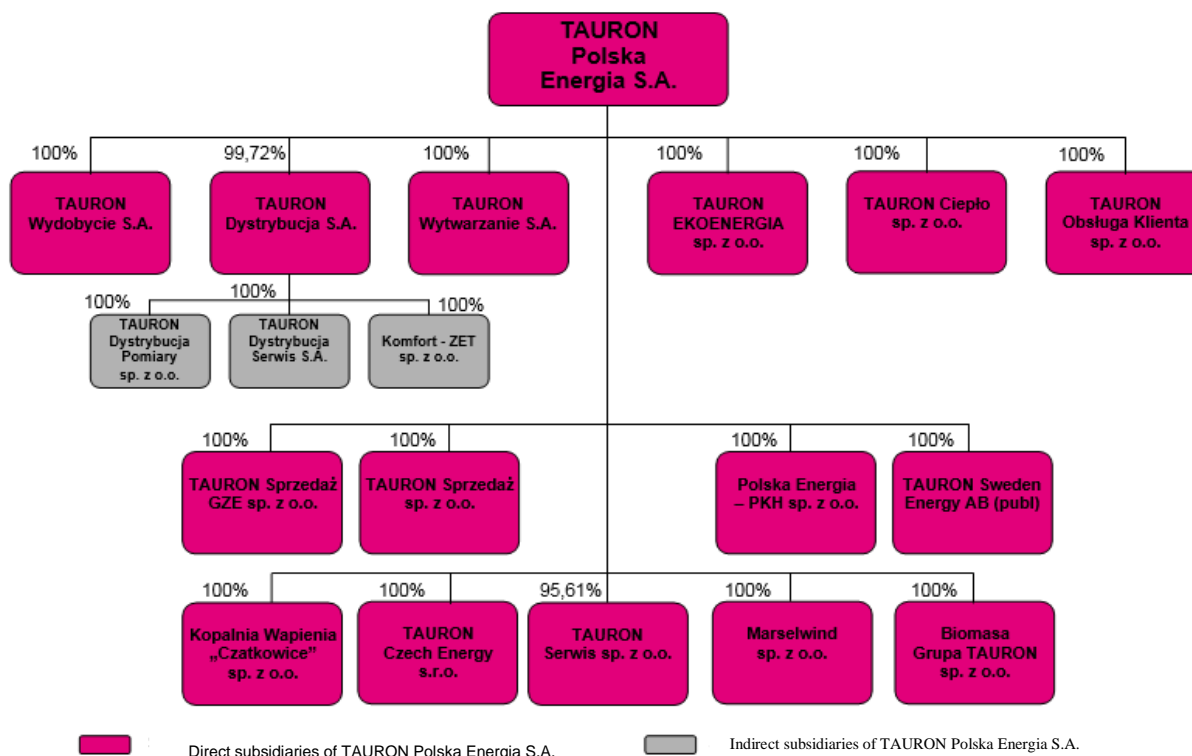 TAURON
Polska
Energia S.A.
100%
99,72%
100%
100%
100%
100%
TAURON
Wydobycie S.A.
TAURON
Dystrybucja S.A.
TAURON
Wytwarzanie S.A.
TAURON
EKOENERGIA
sp. z o.o.
TAURON Ciepło
sp. z o.o.
TAURON
Obsługa Klienta
sp. z o.o.
100%
100%
100%
TAURON
Dystrybucja
Pomiary
sp. z o.o.
TAURON
Dystrybucja
Serwis S.A.
Komfort - ZET
sp. z o.o.
100%
100%
100%
100%
TAURON Sprzedaż
GZE sp. z o.o.
TAURON Sprzedaż
sp. z o.o.
Polska Energia
– PKH sp. z o.o.
TAURON Sweden
Energy AB (publ)
100%
100%
95,61%
100%
100%
Kopalnia Wapienia
„Czatkowice”
sp. z o.o.
TAURON
Czech Energy
s.r.o.
TAURON
Serwis sp. z o.o.
Marselwind
sp. z o.o.
Biomasa
Grupa TAURON
sp. z o.o.
Direct subsidiaries of TAURON Polska Energia S.A.
Indirect subsidiaries of TAURON Polska Energia S.A.